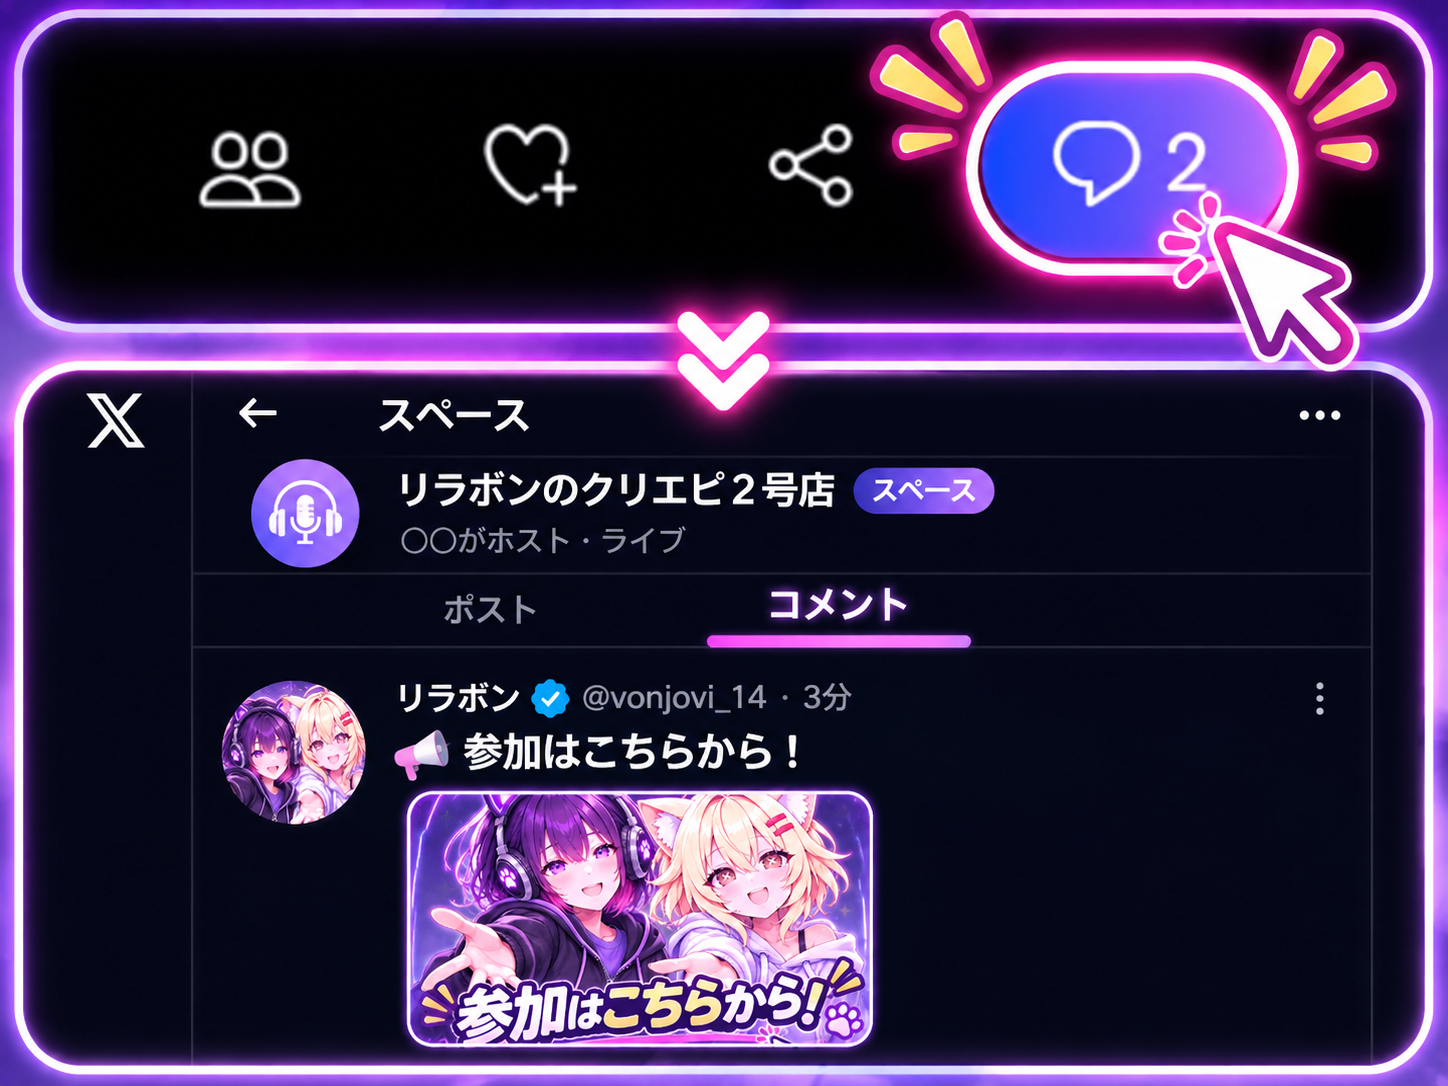 2
スペース
リラボンのクリエピ2号店 スペース
〇〇がホスト・ライブ
ポスト コメント
リラボン @vonjovi_14・3分
参加はこちらから!
参加はこちらから!